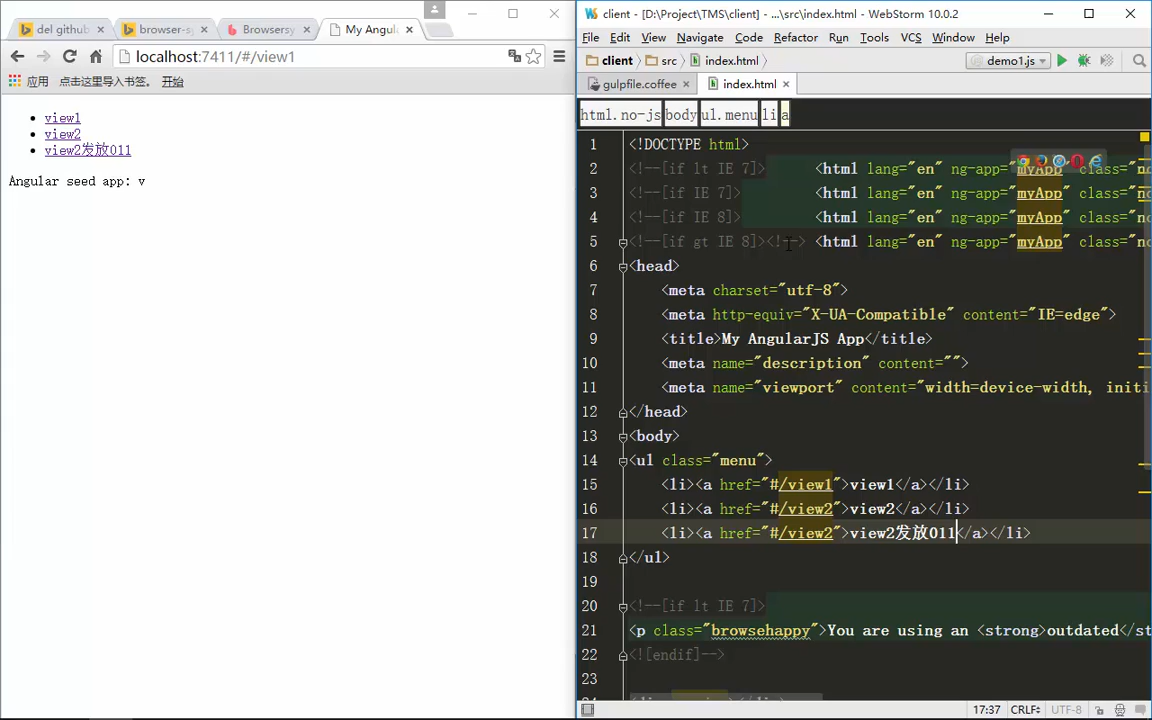 del github
browser-s
Browsersy
My Angu
localhost:7411/#/view1
应用
点击这里导入书签。
开始
view1
view2
view2发放011
Angular seed app: v
client - [D:\Project\TMS\client] - ...\src\index.html - WebStorm 10.0.2
File Edit View Navigate Code Refactor Run Tools VCS Window Help
client src index.html
demo1.js
gulpfile.coffee
index.html
html.no-js body ul.menu li a
1 <!DOCTYPE html>
2 <!--[if lt IE 7]> <html lang="en" ng-app="myApp" class="no
3 <!--[if IE 7]> <html lang="en" ng-app="myApp" class="no
4 <!--[if IE 8]> <html lang="en" ng-app="myApp" class="no
5 <!--[if gt IE 8]><!--> <html lang="en" ng-app="myApp" class="no
6 <head>
7 <meta charset="utf-8">
8 <meta http-equiv="X-UA-Compatible" content="IE=edge">
9 <title>My AngularJS App</title>
10 <meta name="description" content="">
11 <meta name="viewport" content="width=device-width, initi
12 </head>
13 <body>
14 <ul class="menu">
15 <li><a href="#/view1">view1</a></li>
16 <li><a href="#/view2">view2</a></li>
17 <li><a href="#/view2">view2发放011</a></li>
18 </ul>
19
20 <!--[if lt IE 7]>
21 <p class="browsehappy">You are using an <strong>outdated</st
22 <![endif]-->
23
17:37 CRLF UTF-8